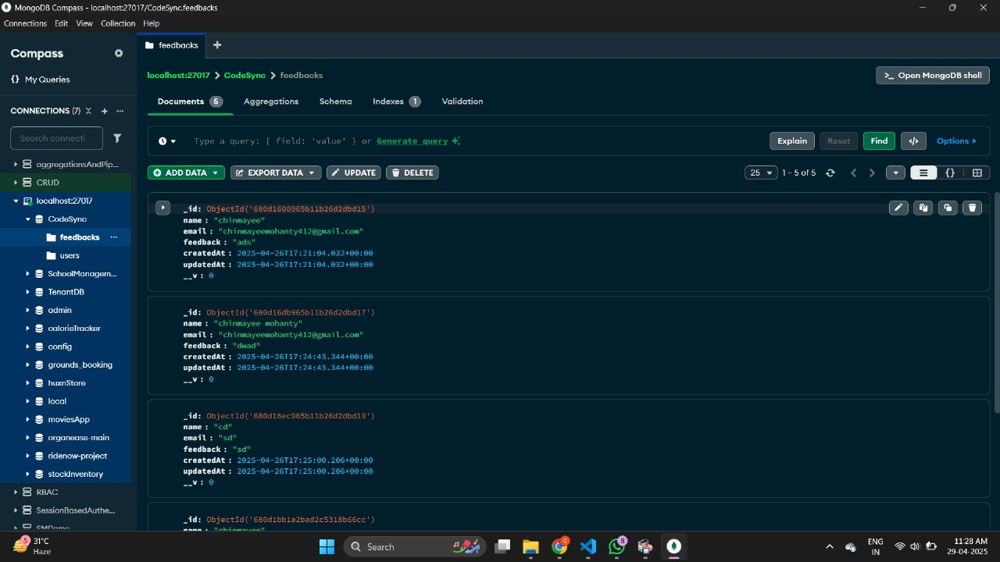 MongoDB Compass - localhost:27017/CodeSync.feedbacks
Connections Edit View Collection Help
Compass
{} My Queries
CONNECTIONS (7)
Search connecti
aggregationsAndPip...
CRUD
localhost:27017
CodeSync
feedbacks
users
SchoolManagem...
TenantDB
admin
calorieTracker
config
grounds_booking
huxnStore
local
moviesApp
organease-main
ridenow-project
stockInventory
RBAC
SessionBasedAuthe...
SMDemo
feedbacks
localhost:27017 > CodeSync > feedbacks
>_ Open MongoDB shell
Documents 5 Aggregations Schema Indexes 1 Validation
Type a query: { field: 'value' } or Generate query
Explain Reset Find </> Options
ADD DATA EXPORT DATA UPDATE DELETE
25 1 – 5 of 5 {}
_id: ObjectId('680d1600965b11b26d2dbd15')
name : "chinmayee"
email : "chinmayeemohanty412@gmail.com"
feedback : "ads"
createdAt : 2025-04-26T17:21:04.032+00:00
updatedAt : 2025-04-26T17:21:04.032+00:00
__v : 0
_id: ObjectId('680d16db965b11b26d2dbd17')
name : "chinmayee mohanty"
email : "chinmayeemohanty412@gmail.com"
feedback : "dwad"
createdAt : 2025-04-26T17:24:43.344+00:00
updatedAt : 2025-04-26T17:24:43.344+00:00
__v : 0
_id: ObjectId('680d16ec965b11b26d2dbd19')
name : "cd"
email : "sd"
feedback : "sd"
createdAt : 2025-04-26T17:25:00.206+00:00
updatedAt : 2025-04-26T17:25:00.206+00:00
__v : 0
_id: ObjectId('680d1bb1a2bad2c5318b66cc')
name : "chinmayee"
5
31°C
Haze
Search
C
8
ENG
IN
11:28 AM
29-04-2025